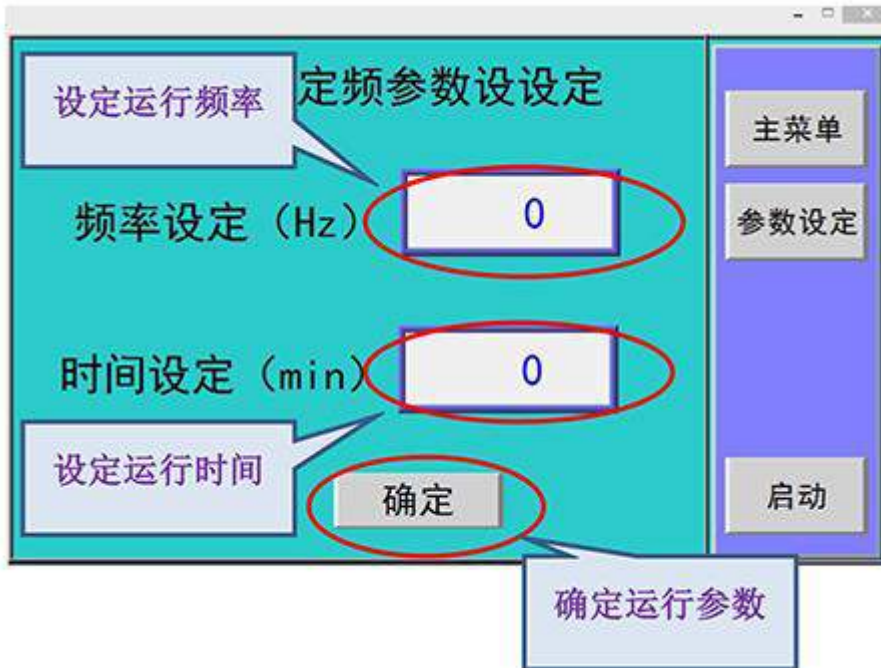 设定运行频率
定频参数设设定
频率设定（Hz）
0
时间设定（min）
0
设定运行时间
确定
确定运行参数
主菜单
参数设定
启动